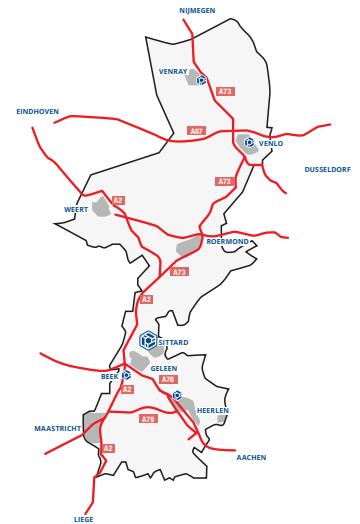 NIJMEGEN
VENRAY
A73
EINDHOVEN
A67
VENLO
DUSSELDORF
A73
A2
WEERT
ROERMOND
A73
A2
SITTARD
GELEEN
BEEK
A76
A2
HEERLEN
A79
MAASTRICHT
A2
AACHEN
LIEGE